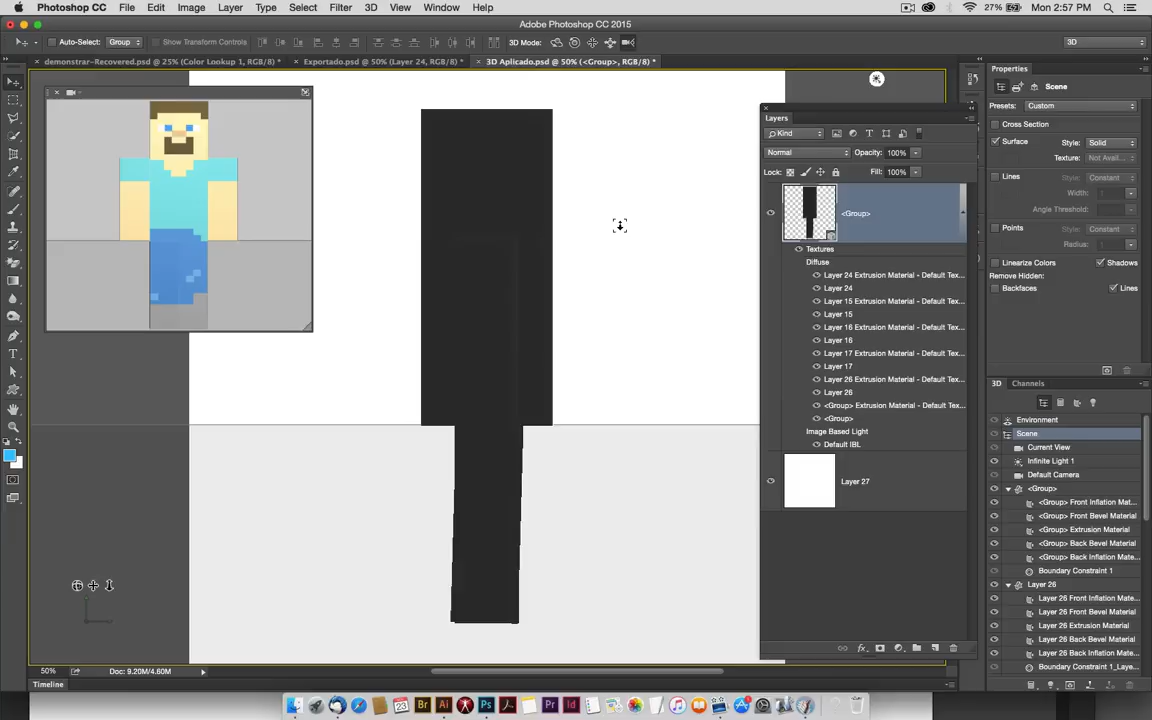 Photoshop CC File Edit Image Layer Type Select Filter 3D View Window Help 27% Mon 2:57 PM
Adobe Photoshop CC 2015
Auto-Select: Group Show Transform Controls 3D Mode: 3D
demonstrar-Recovered.psd @ 25% (Color Lookup 1, RGB/8) * Exportado.psd @ 50% (Layer 24, RGB/8) * 3D Aplicado.psd @ 50% (<Group>, RGB/8) *
Layers
Kind
Normal Opacity: 100%
Lock: Fill: 100%
<Group>
Textures
Diffuse
Layer 24 Extrusion Material - Default Tex...
Layer 24
Layer 15 Extrusion Material - Default Tex...
Layer 15
Layer 16 Extrusion Material - Default Tex...
Layer 16
Layer 17 Extrusion Material - Default Tex...
Layer 17
Layer 26 Extrusion Material - Default Tex...
Layer 26
<Group> Extrusion Material - Default Tex...
<Group>
Image Based Light
Default IBL
Layer 27
Properties
Scene
Presets: Custom
Cross Section
Surface Style: Solid
Texture: Not Avail...
Lines Style: Constant
Width: 1
Angle Threshold:
Points Style: Constant
Radius: 1
Linearize Colors Shadows
Remove Hidden:
Backfaces Lines
3D Channels
Environment
Scene
Current View
Infinite Light 1
Default Camera
<Group>
<Group> Front Inflation Mat...
<Group> Front Bevel Material
<Group> Extrusion Material
<Group> Back Bevel Material
<Group> Back Inflation Mate...
Boundary Constraint 1
Layer 26
Layer 26 Front Inflation Mate...
Layer 26 Front Bevel Material
Layer 26 Extrusion Material
Layer 26 Back Bevel Material
Layer 26 Back Inflation Mate...
Boundary Constraint 1_Laye...
50% Doc: 9.20M/4.60M
Timeline
23 Br Ai Ps Pr Id